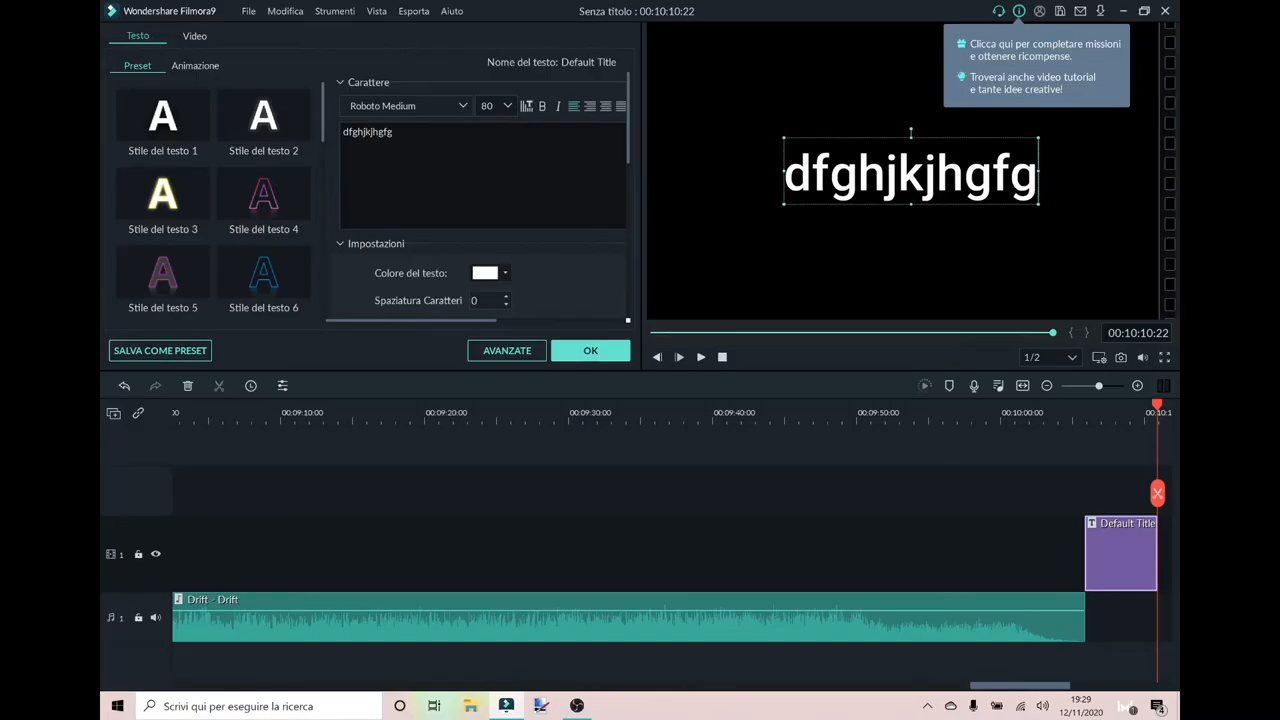 Wondershare Filmora9 File Modifica Strumenti Vista Esporta Aiuto Senza titolo : 00:10:10:22
Testo Video
Preset Animazione
Nome del testo: Default Title
A A
Stile del testo 1 Stile del testo 2
A A
Stile del testo 3 Stile del testo 4
A A
Stile del testo 5 Stile del testo 6
Carattere
Roboto Medium 80 B I
dfghjkjhgfg
Impostazioni
Colore del testo:
Spaziatura Caratteri 0
SALVA COME PRESET AVANZATE OK
Clicca qui per completare missioni
e ottenere ricompense.
Troverai anche video tutorial
e tante idee creative!
dfghjkjhgfg
00:10:10:22
1/2
00:09:10:00 00:09:20:00 00:09:30:00 00:09:40:00 00:09:50:00 00:10:00:00 00:10:1
T Default Title
1
Drift - Drift
1
Scrivi qui per eseguire la ricerca
19:29
12/11/2020
4